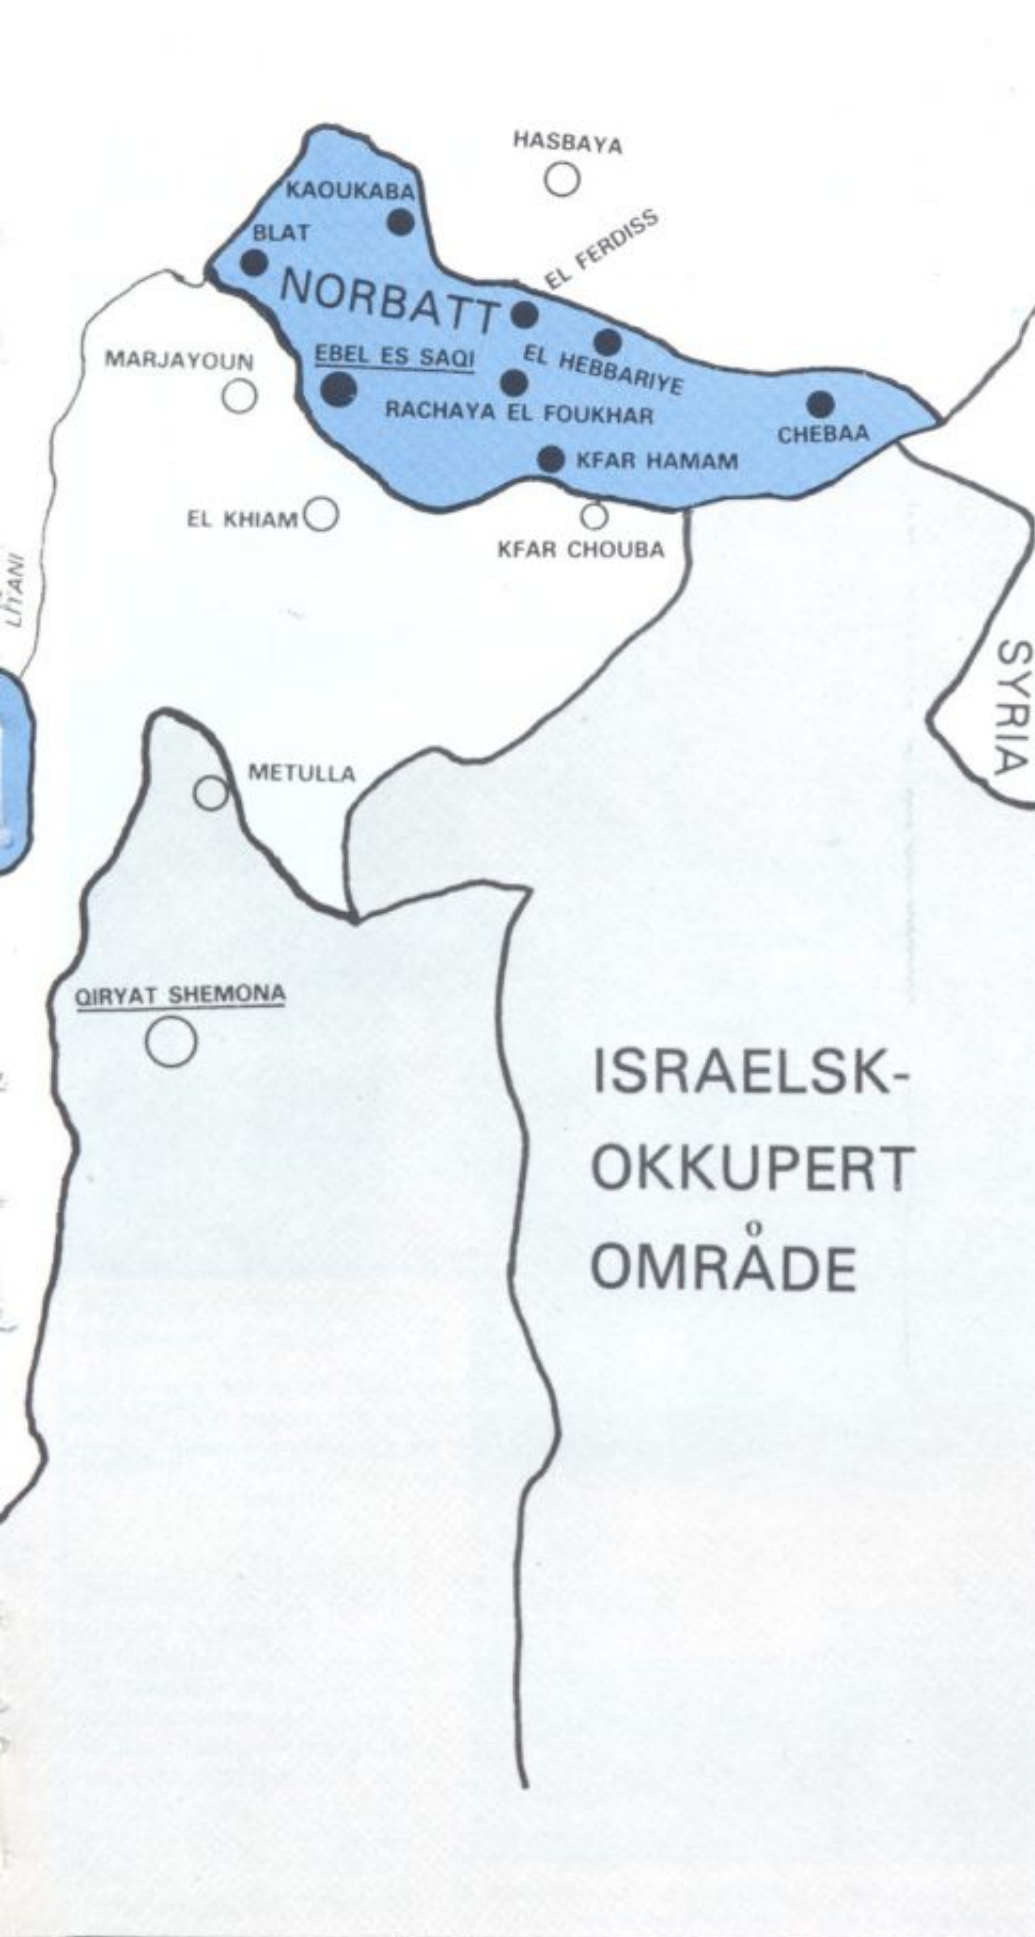 HASBAYA
KAOUKABA
EL FERDISS
BLAT
NORBATT
MARJAYOUN
EBEL ES SAQI
EL HEBBARIYE
RACHAYA EL FOUKHAR
CHEBAA
KFAR HAMAM
EL KHIAM
KFAR CHOUBA
LITANI
SYRIA
METULLA
QIRYAT SHEMONA
ISRAELSK-
OKKUPERT
OMRÅDE